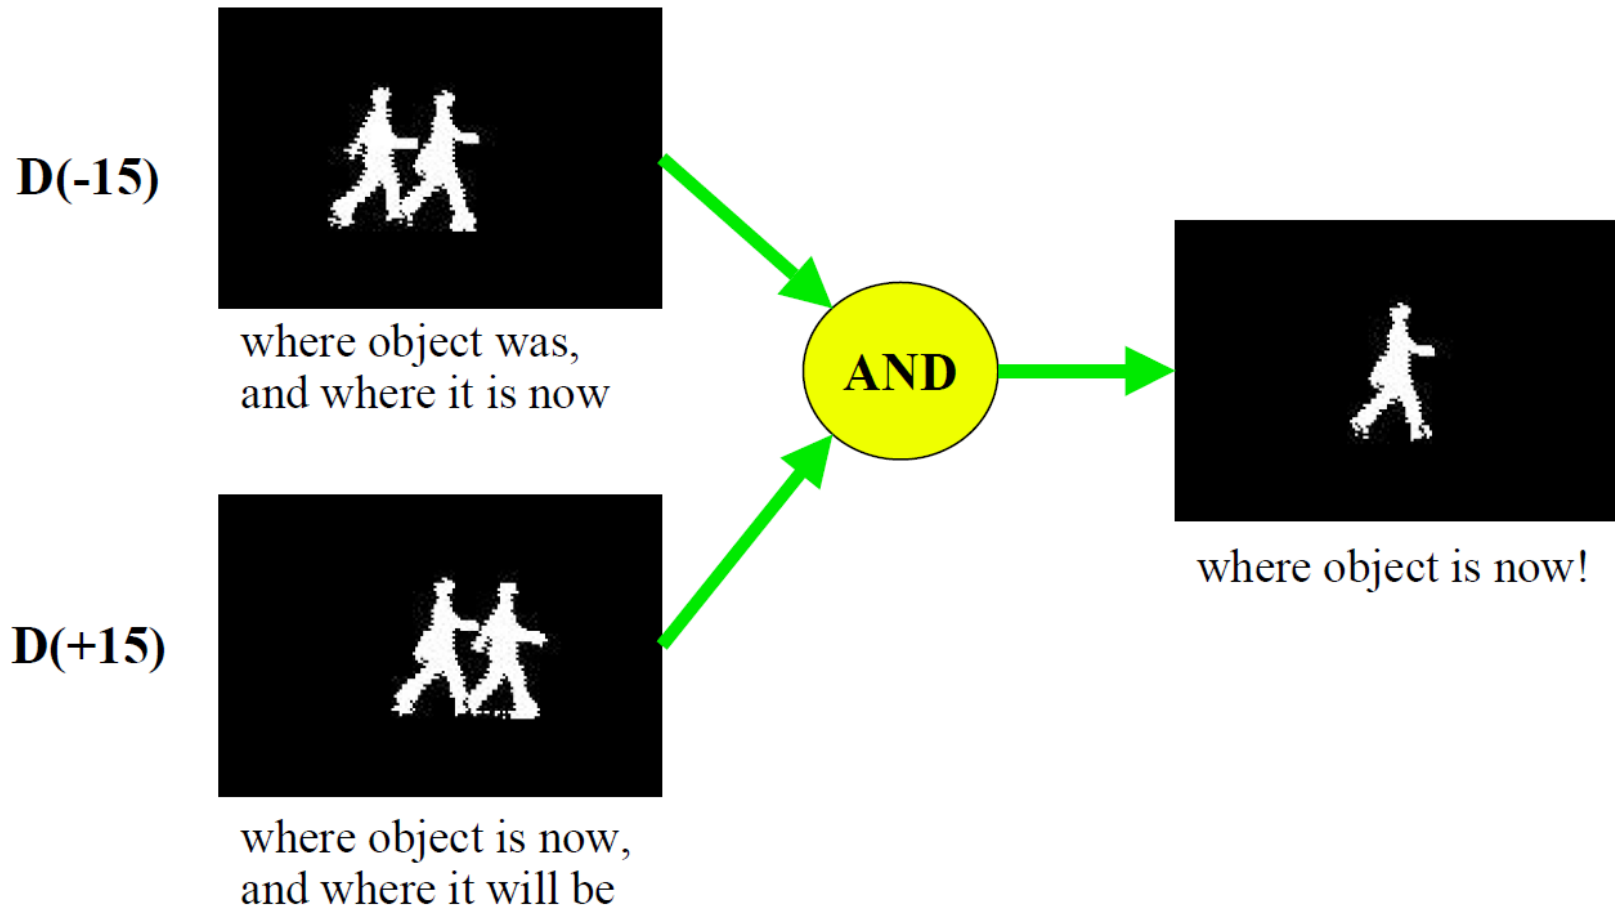 D(-15)
where object was,
and where it is now
AND
where object is now!
D(+15)
where object is now,
and where it will be